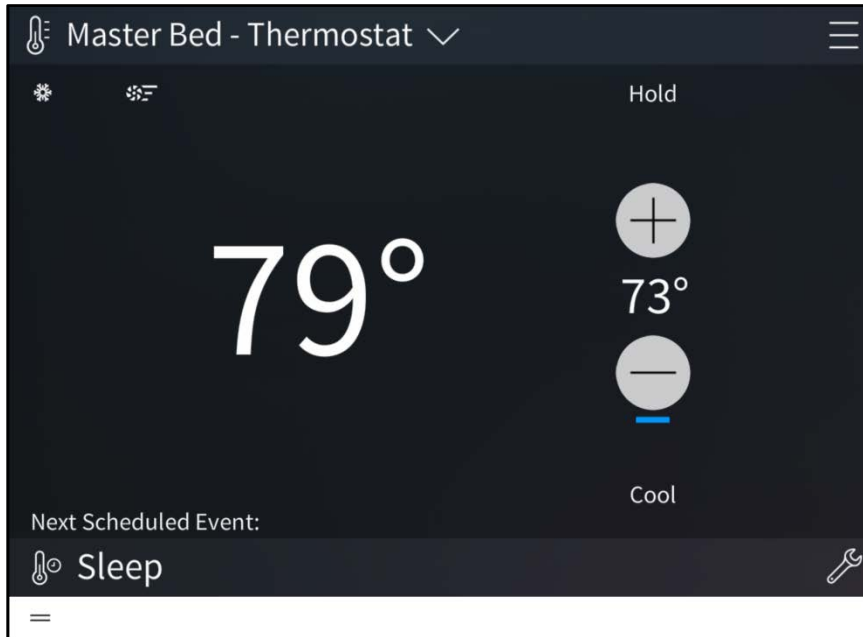 Master Bed - Thermostat
Hold
79°
73°
Cool
Next Scheduled Event:
Sleep